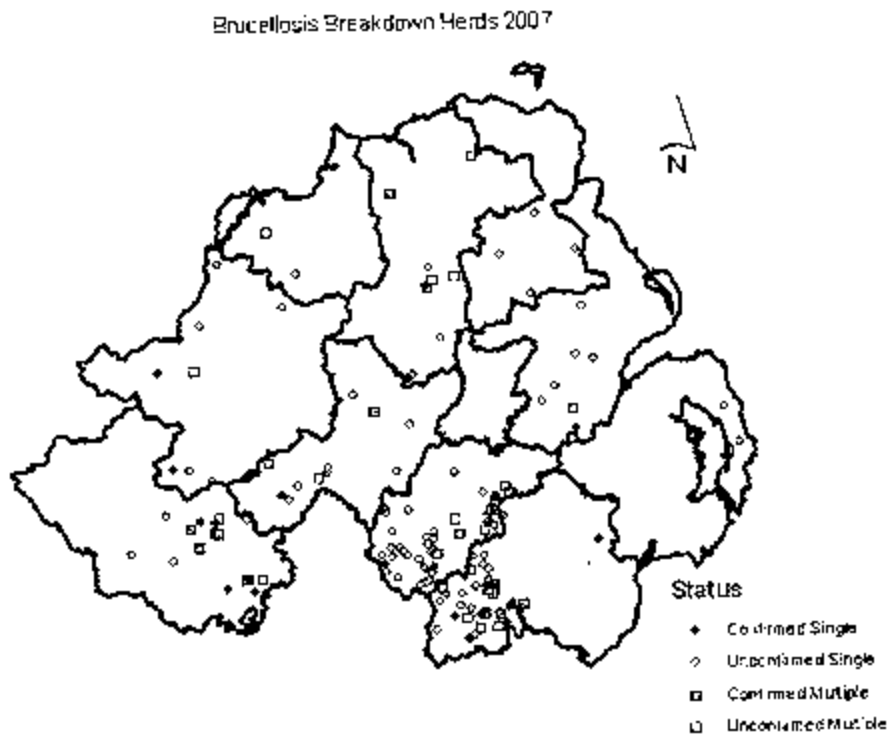 Brucellosis Breakdown Herds 2007
N
Status
Confirmed Single
Unconfirmed Single
Confirmed Multiple
Unconfirmed Multiple